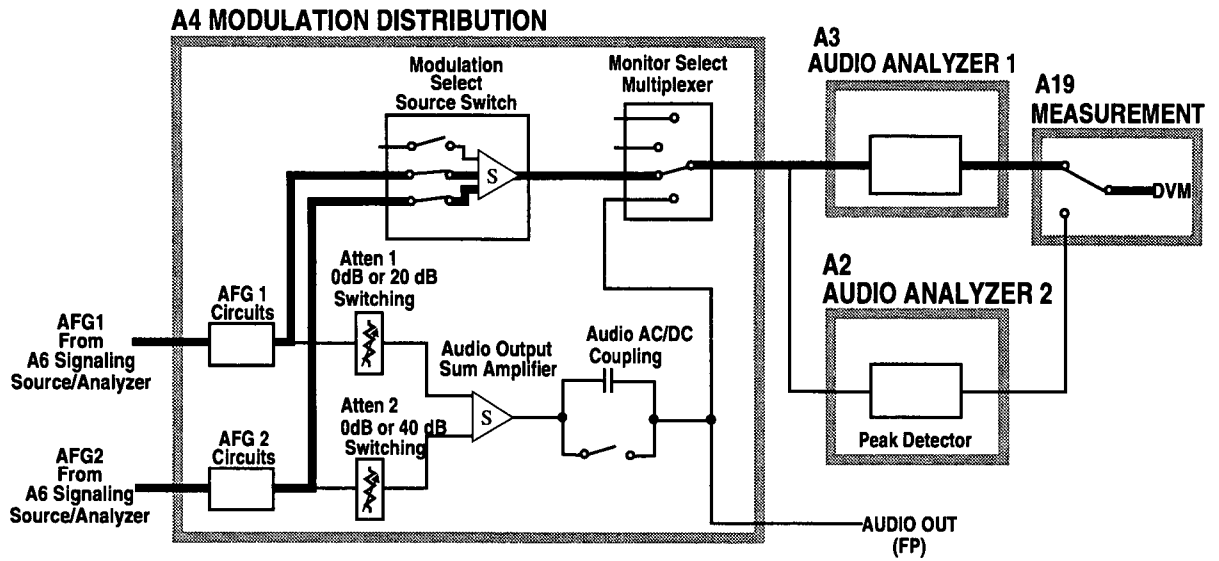 A4 MODULATION DISTRIBUTION
Modulation
Select
Source Switch
S
Monitor Select
Multiplexer
A3
AUDIO ANALYZER 1
A19
MEASUREMENT
DVM
A2
AUDIO ANALYZER 2
Peak Detector
Atten 1
0dB or 20 dB
Switching
AFG 1
Circuits
AFG1
From
A6 Signaling
Source/Analyzer
Audio Output
Sum Amplifier
S
Audio AC/DC
Coupling
Atten 2
0dB or 40 dB
Switching
AFG 2
Circuits
AFG2
From
A6 Signaling
Source/Analyzer
AUDIO OUT
(FP)